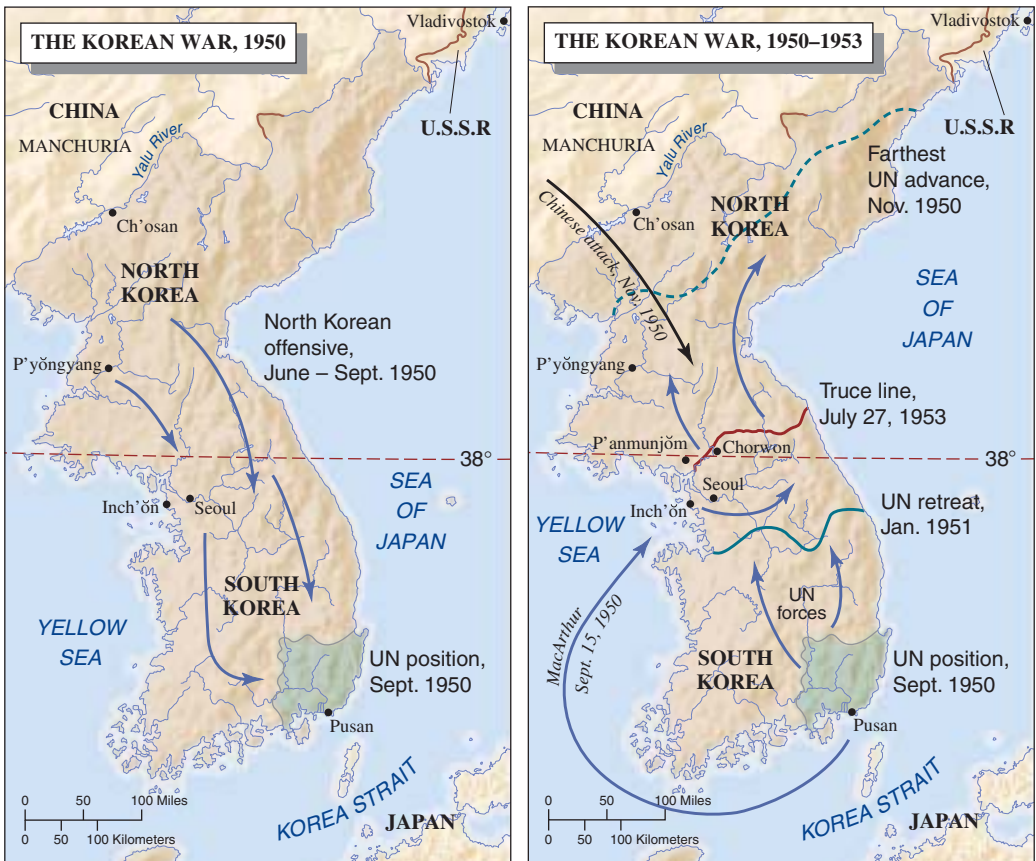 THE KOREAN WAR, 1950
Vladivostok
CHINA
U.S.S.R
MANCHURIA
Yalu River
Ch'osan
NORTH
KOREA
North Korean
offensive,
June – Sept. 1950
P'yŏngyang
38°
Inch'ŏn
Seoul
SEA
OF
JAPAN
SOUTH
KOREA
YELLOW
SEA
UN position,
Sept. 1950
Pusan
0 50 100 Miles
0 50 100 Kilometers
KOREA STRAIT
JAPAN
THE KOREAN WAR, 1950–1953
Vladivostok
CHINA
U.S.S.R
MANCHURIA
Yalu River
Farthest
UN advance,
Nov. 1950
Ch'osan
Chinese attack, Nov. 1950
NORTH
KOREA
SEA
OF
JAPAN
P'yŏngyang
Truce line,
July 27, 1953
P'anmunjŏm
Chorwon
Seoul
Inch'ŏn
UN retreat,
Jan. 1951
YELLOW
SEA
UN
forces
MacArthur
Sept. 15, 1950
SOUTH
KOREA
UN position,
Sept. 1950
Pusan
0 50 100 Miles
0 50 100 Kilometers
KOREA STRAIT
JAPAN